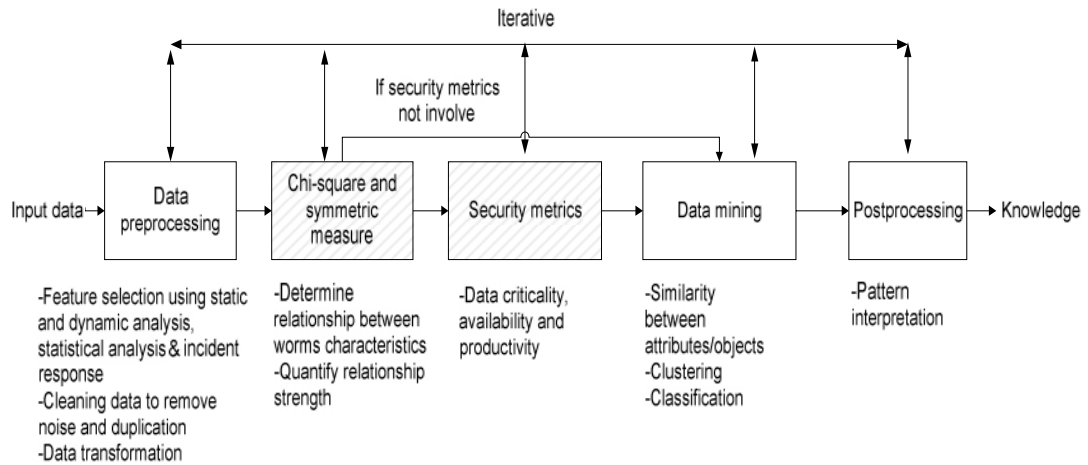 Iterative
If security metrics
not involve
Input data
Data
preprocessing
Chi-square and
symmetric
measure
Security metrics
Data mining
Postprocessing
Knowledge
-Feature selection using static
and dynamic analysis,
statistical analysis & incident
response
-Cleaning data to remove
noise and duplication
-Data transformation
-Determine
relationship between
worms characteristics
-Quantify relationship
strength
-Data criticality,
availability and
productivity
-Similarity
between
attributes/objects
-Clustering
-Classification
-Pattern
interpretation